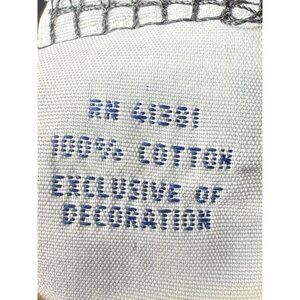 RN 41381
100% COTTON
EXCLUSIVE OF
DECORATION